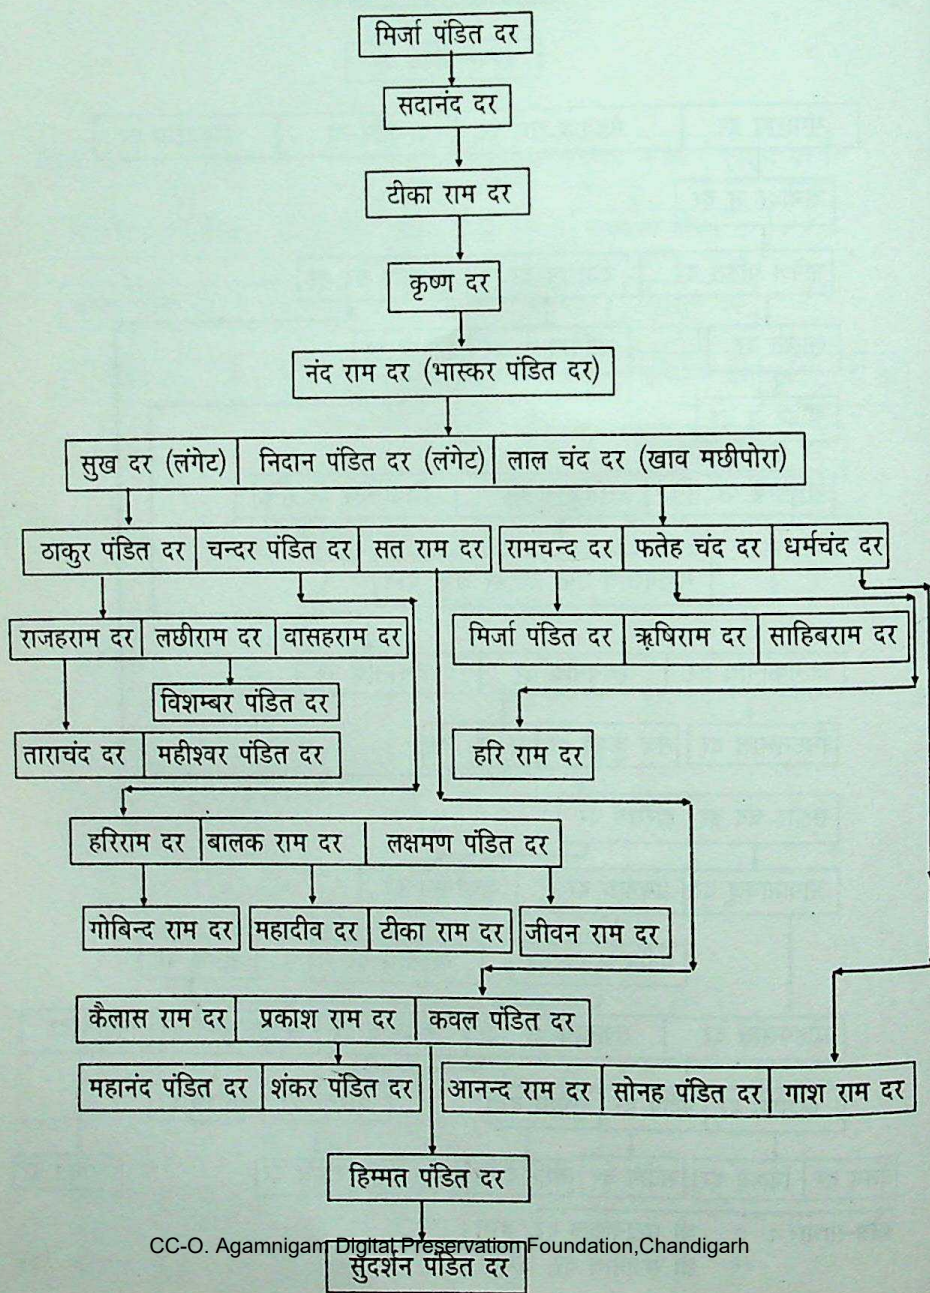 मिर्जा पंडित दर
सदानंद दर
टीका राम दर
कृष्ण दर
नंद राम दर (भास्कर पंडित दर)
सुख दर (लंगेट) निदान पंडित दर (लंगेट) लाल चंद दर (खाव मछीपोरा)
ठाकुर पंडित दर चन्दर पंडित दर सत राम दर रामचन्द दर फतेह चंद दर धर्मचंद दर
राजहराम दर लछीराम दर वासहराम दर मिर्जा पंडित दर ऋषिराम दर साहिबराम दर
विशम्बर पंडित दर
ताराचंद दर महीश्वर पंडित दर हरि राम दर
हरिराम दर बालक राम दर लक्षमण पंडित दर
गोबिन्द राम दर महादीव दर टीका राम दर जीवन राम दर
कैलास राम दर प्रकाश राम दर कवल पंडित दर
महानंद पंडित दर शंकर पंडित दर आनन्द राम दर सोनह पंडित दर गाश राम दर
हिम्मत पंडित दर
CC-O. Agamnigam Digital Preservation Foundation,Chandigarh
सुदर्शन पंडित दर